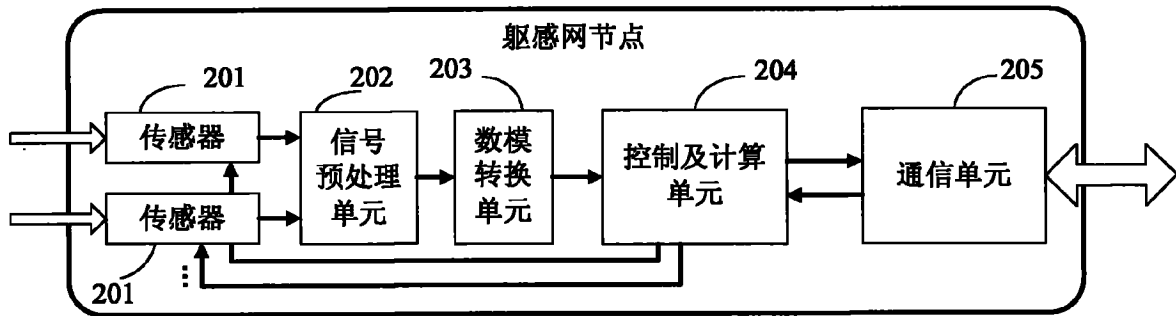 躯感网节点
201
202
203
204
205
传感器
传感器
201
信号
预处理
单元
数模
转换
单元
控制及计算
单元
通信单元